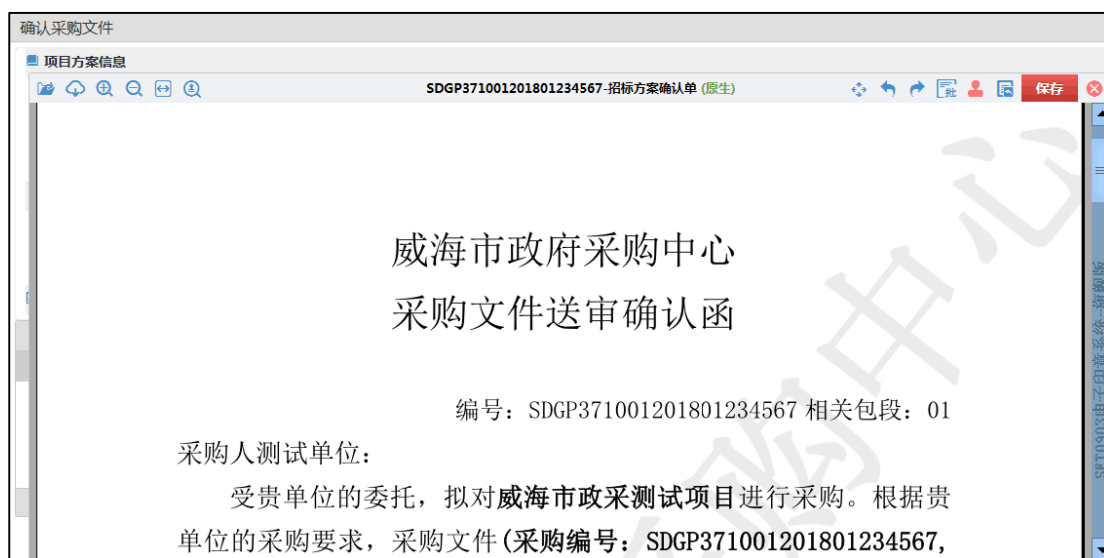 确认采购文件
项目方案信息
SDGP371001201801234567-招标方案确认单 (原生)
批
保存
威海市政府采购中心
采购文件送审确认函
编号：SDGP371001201801234567 相关包段：01
采购人测试单位：
受贵单位的委托，拟对威海市政采测试项目进行采购。根据贵
单位的采购要求，采购文件(采购编号：SDGP371001201801234567,
采购中心